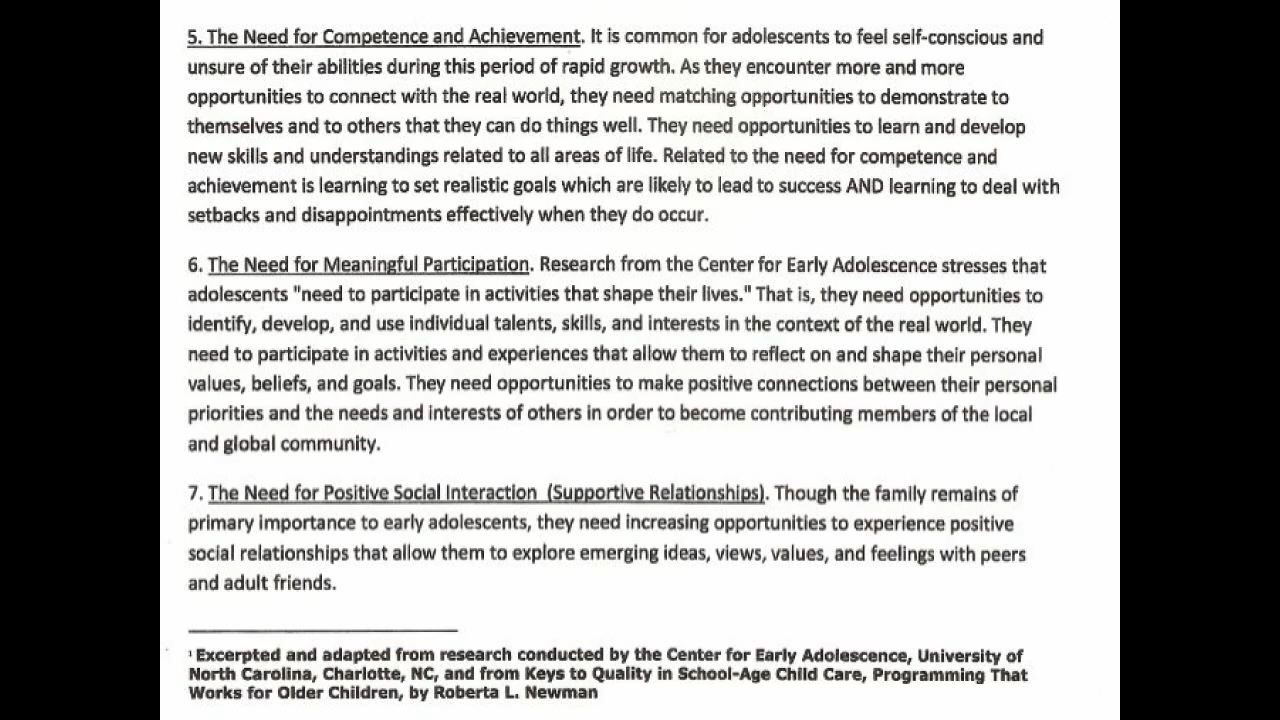 5. The Need for Competence and Achievement. It is common for adolescents to feel self-conscious and
unsure of their abilities during this period of rapid growth. As they encounter more and more
opportunities to connect with the real world, they need matching opportunities to demonstrate to
themselves and to others that they can do things well. They need opportunities to learn and develop
new skills and understandings related to all areas of life. Related to the need for competence and
achievement is learning to set realistic goals which are likely to lead to success AND learning to deal with
setbacks and disappointments effectively when they do occur.
6. The Need for Meaningful Participation. Research from the Center for Early Adolescence stresses that
adolescents "need to participate in activities that shape their lives." That is, they need opportunities to
identify, develop, and use individual talents, skills, and interests in the context of the real world. They
need to participate in activities and experiences that allow them to reflect on and shape their personal
values, beliefs, and goals. They need opportunities to make positive connections between their personal
priorities and the needs and interests of others in order to become contributing members of the local
and global community.
7. The Need for Positive Social Interaction (Supportive Relationships). Though the family remains of
primary importance to early adolescents, they need increasing opportunities to experience positive
social relationships that allow them to explore emerging ideas, views, values, and feelings with peers
and adult friends.
¹ Excerpted and adapted from research conducted by the Center for Early Adolescence, University of
North Carolina, Charlotte, NC, and from Keys to Quality in School-Age Child Care, Programming That
Works for Older Children, by Roberta L. Newman